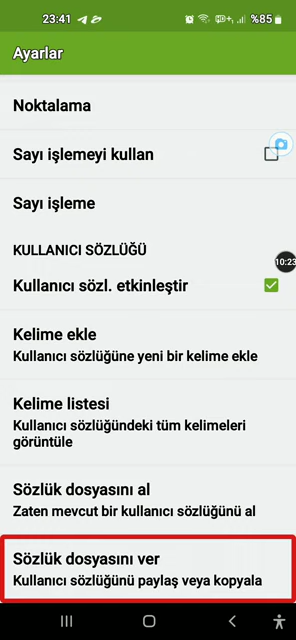 23:41
%85
Ayarlar
Noktalama
Sayı işlemeyi kullan
Sayı işleme
KULLANICI SÖZLÜĞÜ
10:23
Kullanıcı sözl. etkinleştir
Kelime ekle
Kullanıcı sözlüğüne yeni bir kelime ekle
Kelime listesi
Kullanıcı sözlüğündeki tüm kelimeleri
görüntüle
Sözlük dosyasını al
Zaten mevcut bir kullanıcı sözlüğünü al
Sözlük dosyasını ver
Kullanıcı sözlüğünü paylaş veya kopyala